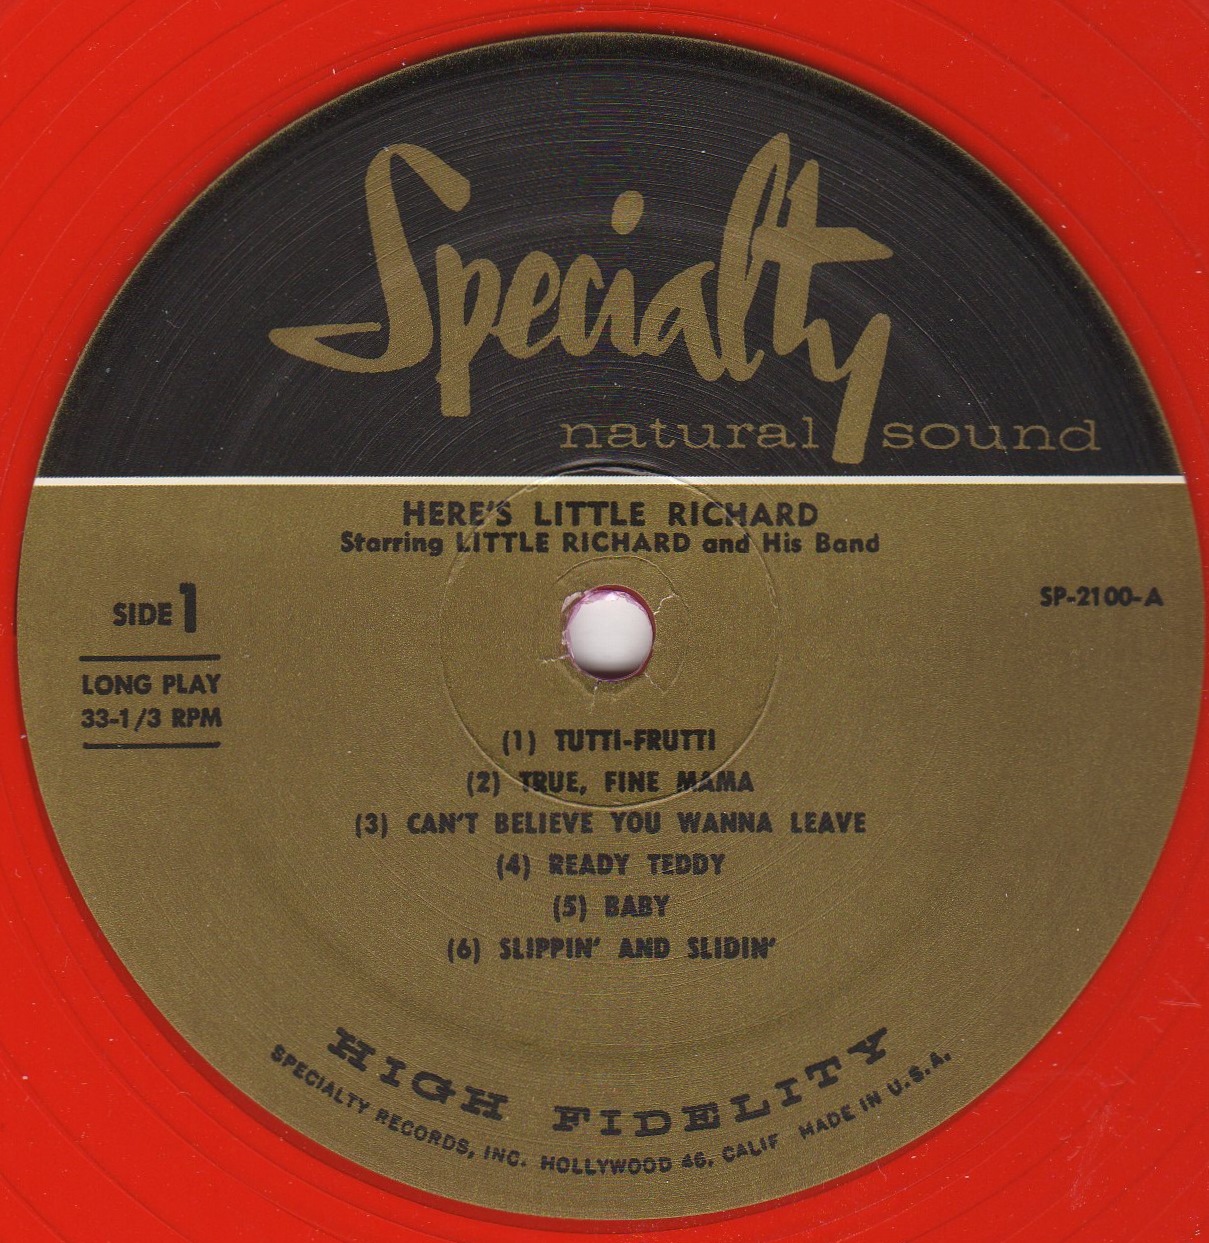 Specialty
natural sound
HERE'S LITTLE RICHARD
Starring LITTLE RICHARD and His Band
SIDE 1
SP-2100-A
LONG PLAY
33-1/3 RPM
(1) TUTTI-FRUTTI
(2) TRUE, FINE MAMA
(3) CAN'T BELIEVE YOU WANNA LEAVE
(4) READY TEDDY
(5) BABY
(6) SLIPPIN' AND SLIDIN'
HIGH FIDELITY
SPECIALTY RECORDS, INC. HOLLYWOOD 46, CALIF MADE IN U.S.A.